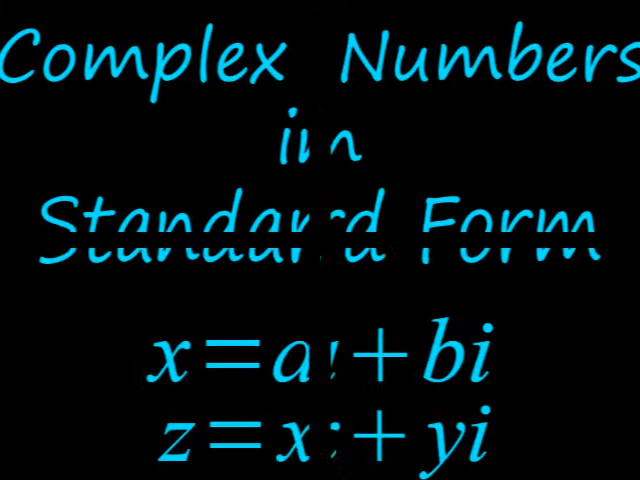 Complex Numbers
in
Standard Form
x=a+bi
z=x+yi